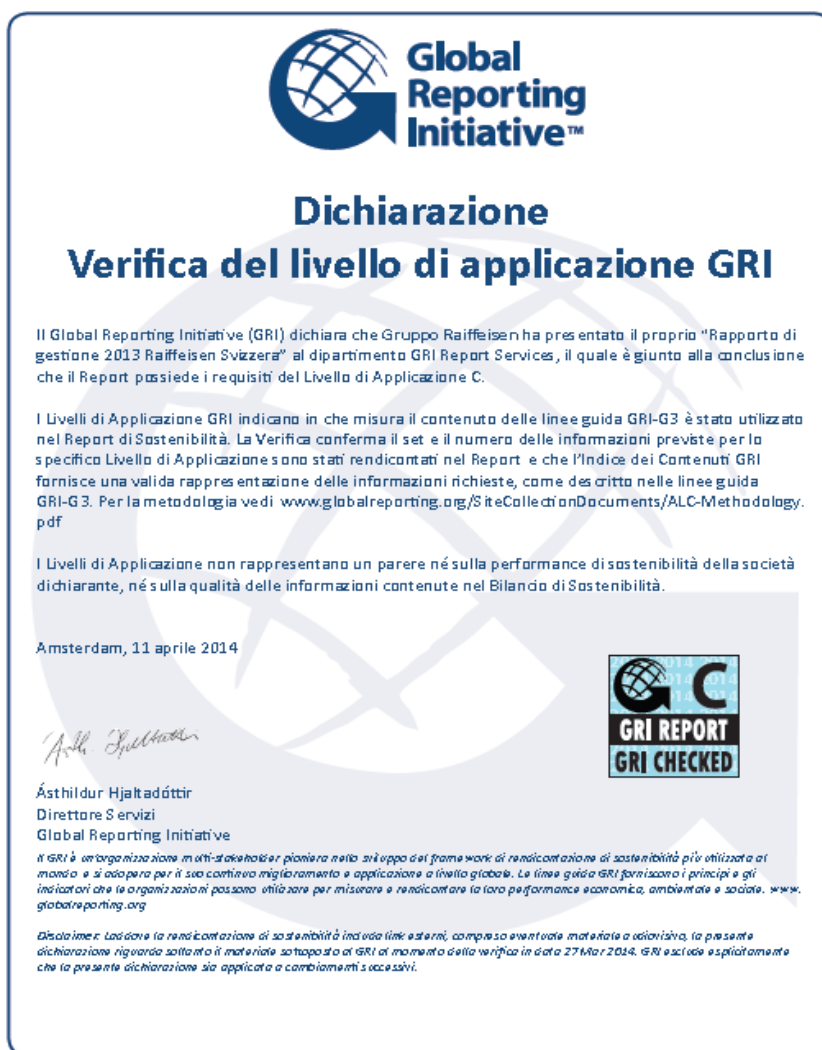 Global
Reporting
Initiative™
Dichiarazione
Verifica del livello di applicazione GRI
Il Global Reporting Initiative (GRI) dichiara che Gruppo Raiffeisen ha presentato il proprio "Rapporto di
gestione 2013 Raiffeisen Svizzera" al dipartimento GRI Report Services, il quale è giunto alla conclusione
che il Report possiede i requisiti del Livello di Applicazione C.
I Livelli di Applicazione GRI indicano in che misura il contenuto delle linee guida GRI-G3 è stato utilizzato
nel Report di Sostenibilità. La Verifica conferma il set e il numero delle informazioni previste per lo
specifico Livello di Applicazione sono stati rendicontati nel Report e che l'Indice dei Contenuti GRI
fornisce una valida rappresentazione delle informazioni richieste, come descritto nelle linee guida
GRI-G3. Per la metodologia vedi www.globalreporting.org/SiteCollectionDocuments/ALC-Methodology.
pdf
I Livelli di Applicazione non rappresentano un parere né sulla performance di sostenibilità della società
dichiarante, né sulla qualità delle informazioni contenute nel Bilancio di Sostenibilità.
Amsterdam, 11 aprile 2014
C
GRI REPORT
GRI CHECKED
Ásthildur Hjaltadóttir
Direttore Servizi
Global Reporting Initiative
Il GRI è un'organizzazione multi-stakeholder pioniera nello sviluppo del framework di rendicontazione di sostenibilità più utilizzata al
mondo e si adopera per il suo continuo miglioramento e applicazione a livello globale. Le linee guida GRI forniscono i principi e gli
indicatori che le organizzazioni possono utilizzare per misurare e rendicontare la loro performance economica, ambientale e sociale. www.
globalreporting.org
Disclaimer: Laddove la rendicontazione di sostenibilità includa link esterni, compreso eventuale materiale audiovisivo, la presente
dichiarazione riguarda soltanto il materiale sottoposto al GRI al momento della verifica in data 27 Mar 2014. GRI esclude esplicitamente
che la presente dichiarazione sia applicata a cambiamenti successivi.